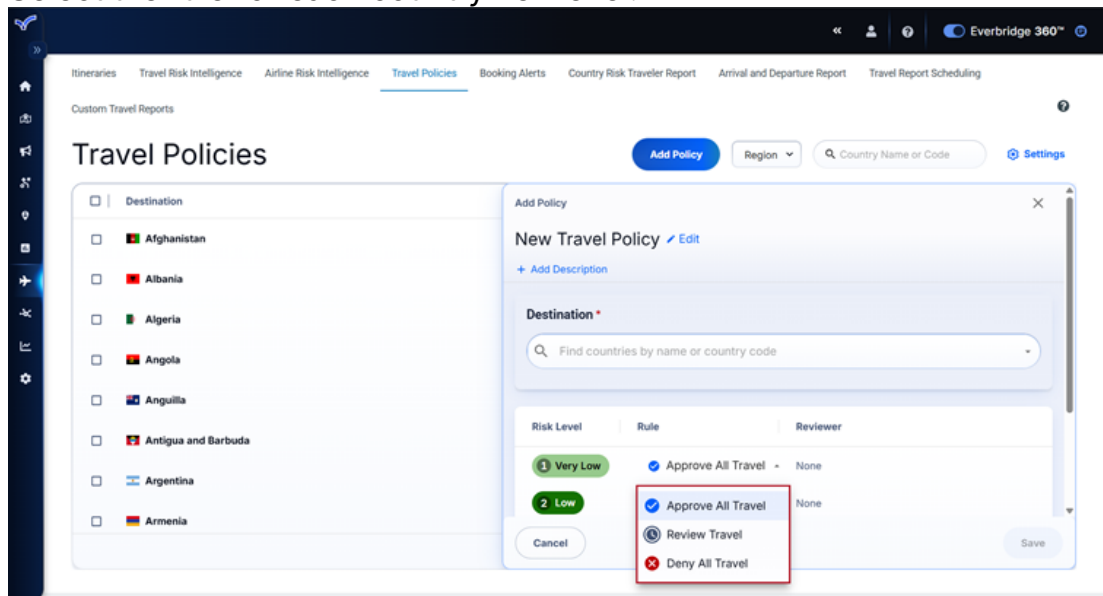 Everbridge 360™
Itineraries Travel Risk Intelligence Airline Risk Intelligence Travel Policies Booking Alerts Country Risk Traveler Report Arrival and Departure Report Travel Report Scheduling
Custom Travel Reports
Travel Policies
Add Policy
Region
Country Name or Code
Settings
Destination
Afghanistan
Albania
Algeria
Angola
Anguilla
Antigua and Barbuda
Argentina
Armenia
Add Policy
New Travel Policy Edit
+ Add Description
Destination *
Find countries by name or country code
Risk Level Rule Reviewer
1 Very Low Approve All Travel None
2 Low None
Approve All Travel
Review Travel
Deny All Travel
Cancel
Save